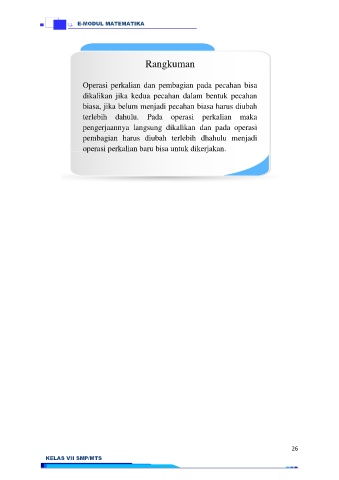 E-MODUL MATEMATIKA
Rangkuman
Operasi perkalian dan pembagian pada pecahan bisa
dikalikan jika kedua pecahan dalam bentuk pecahan
biasa, jika belum menjadi pecahan biasa harus diubah
terlebih dahulu. Pada operasi perkalian maka
pengerjaannya langsung dikalikan dan pada operasi
pembagian harus diubah terlebih dhahulu menjadi
operasi perkalian baru bisa untuk dikerjakan.
26
KELAS VII SMP/MTS